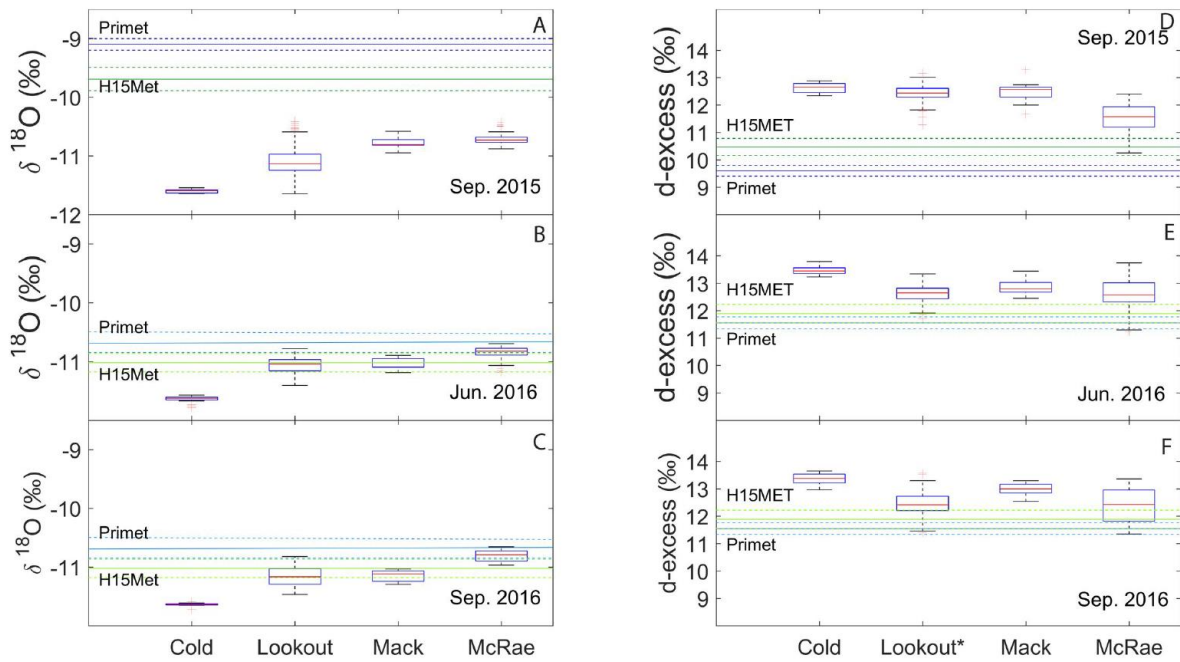 A
Primet
-9
H15Met
-10
-11
-12
δ 18O (‰)
Sep. 2015
B
-9
-10
Primet
-11
H15Met
δ 18O (‰)
Jun. 2016
C
-9
-10
Primet
-11
H15Met
δ 18O (‰)
Sep. 2016
Cold Lookout Mack McRae
D
Sep. 2015
14
13
12
11
10
9
H15MET
Primet
d-excess (‰)
E
14
13
12
11
10
9
H15MET
Primet
d-excess (‰)
Jun. 2016
F
14
13
12
11
10
9
H15MET
Primet
d-excess (‰)
Sep. 2016
Cold Lookout* Mack McRae